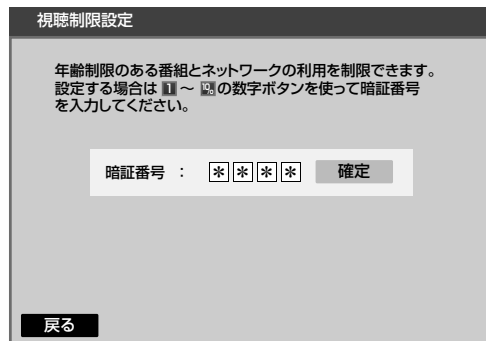 視聴制限設定
年齢制限のある番組とネットワークの利用を制限できます。
設定する場合は 1 ～ 10 の数字ボタンを使って暗証番号
を入力してください。
暗証番号 ： ＊ ＊ ＊ ＊ 確定
戻る